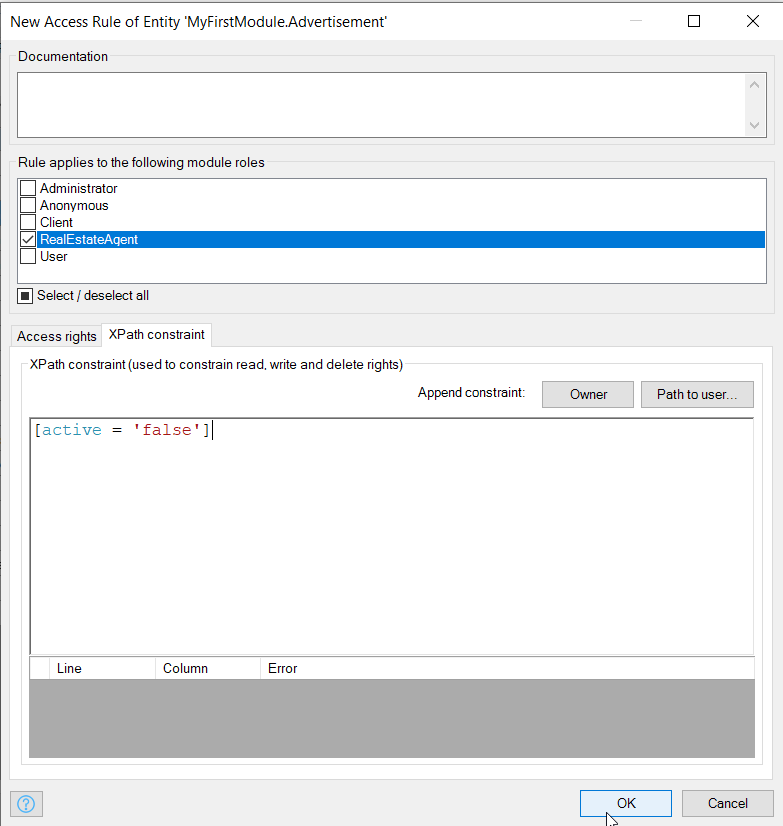 New Access Rule of Entity 'MyFirstModule.Advertisement'
Documentation
Rule applies to the following module roles
Administrator
Anonymous
Client
RealEstateAgent
User
Select / deselect all
Access rights XPath constraint
XPath constraint (used to constrain read, write and delete rights)
Append constraint: Owner Path to user...
[active = 'false']
Line Column Error
? OK Cancel